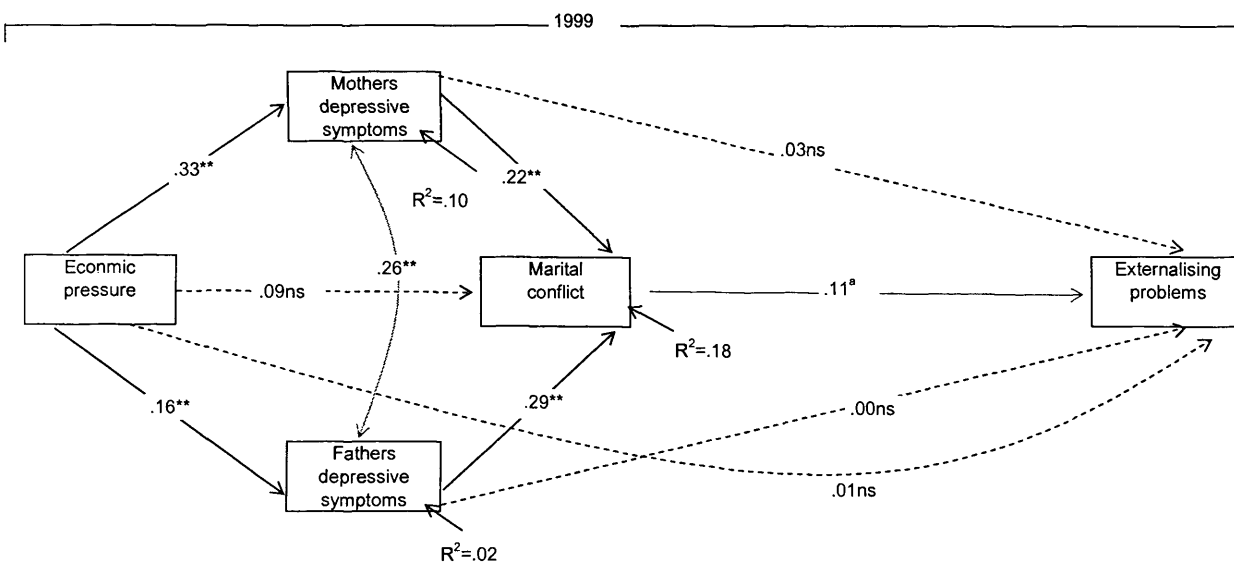 1999
Mothers
depressive
symptoms
.03ns
.33**
.22**
R²=.10
Econmic
pressure
.26**
Marital
conflict
Externalising
problems
.09ns
.11ª
R²=.18
.16**
.29**
.00ns
Fathers
depressive
symptoms
.01ns
R²=.02